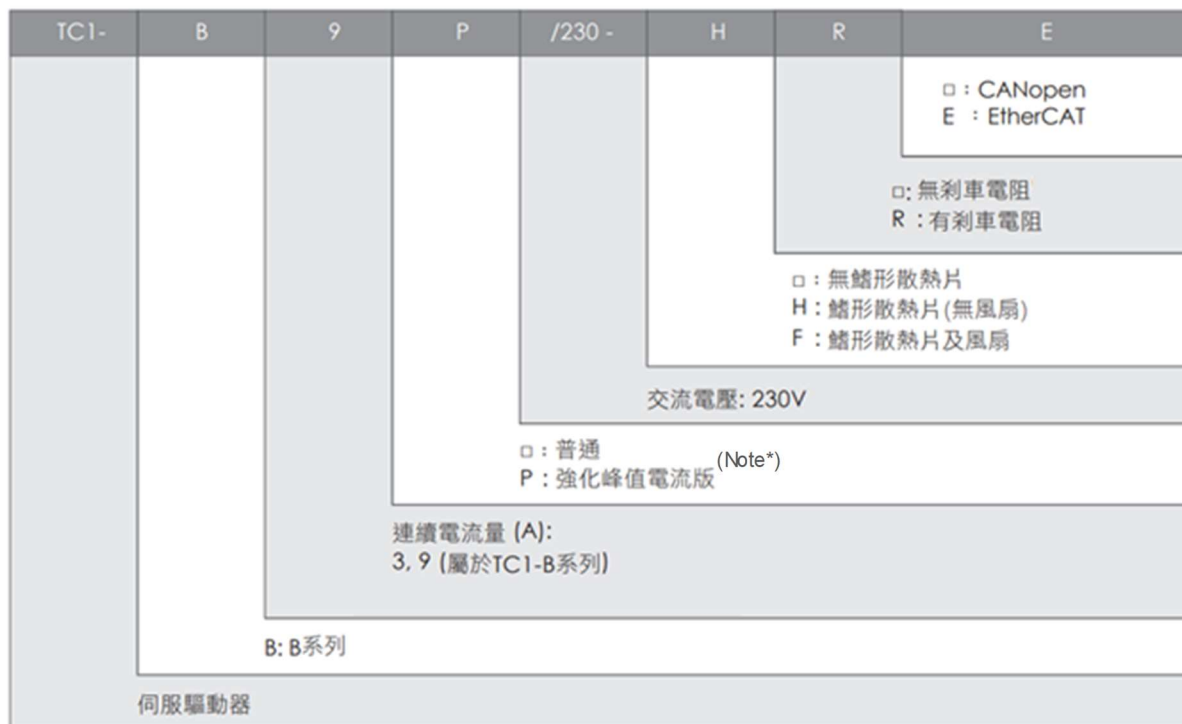 TC1- B 9 P /230 - H R E
□ : CANopen
E : EtherCAT
□: 無剎車電阻
R : 有剎車電阻
□ : 無鰭形散熱片
H : 鰭形散熱片(無風扇)
F : 鰭形散熱片及風扇
交流電壓: 230V
□ : 普通
P : 強化峰值電流版 (Note*)
連續電流量 (A):
3, 9 (屬於TC1-B系列)
B: B系列
伺服驅動器